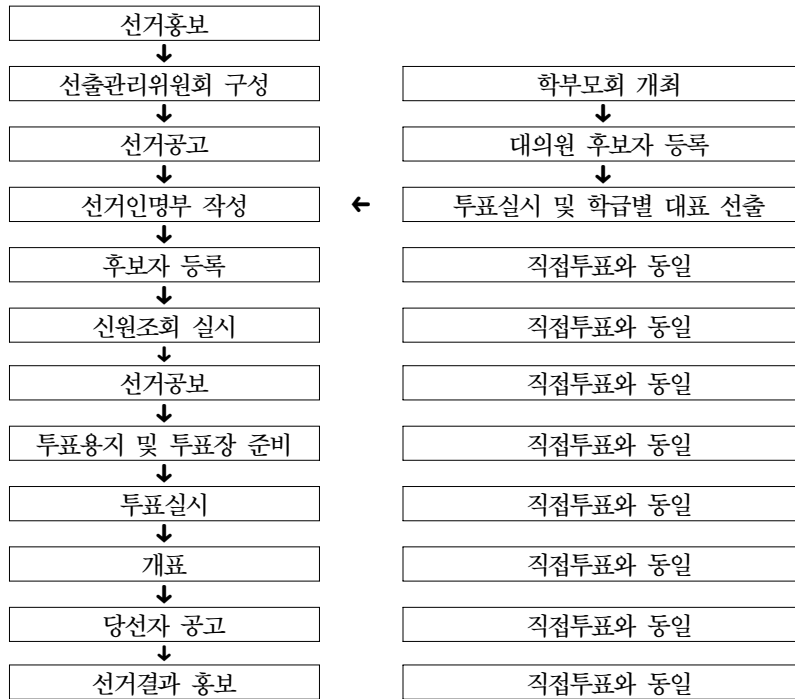 선거홍보
선출관리위원회 구성 학부모회 개최
선거공고 대의원 후보자 등록
선거인명부 작성 투표실시 및 학급별 대표 선출
후보자 등록 직접투표와 동일
신원조회 실시 직접투표와 동일
선거공보 직접투표와 동일
투표용지 및 투표장 준비 직접투표와 동일
투표실시 직접투표와 동일
개표 직접투표와 동일
당선자 공고 직접투표와 동일
선거결과 홍보 직접투표와 동일